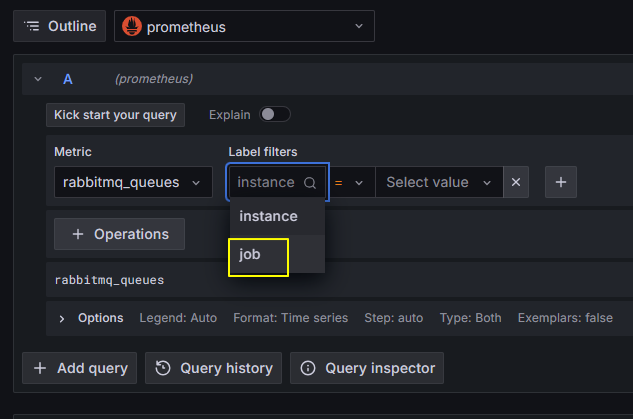 Outline prometheus
A (prometheus)
Kick start your query Explain
Metric Label filters
rabbitmq_queues instance = Select value
instance
Operations
job
rabbitmq_queues
Options Legend: Auto Format: Time series Step: auto Type: Both Exemplars: false
Add query Query history Query inspector